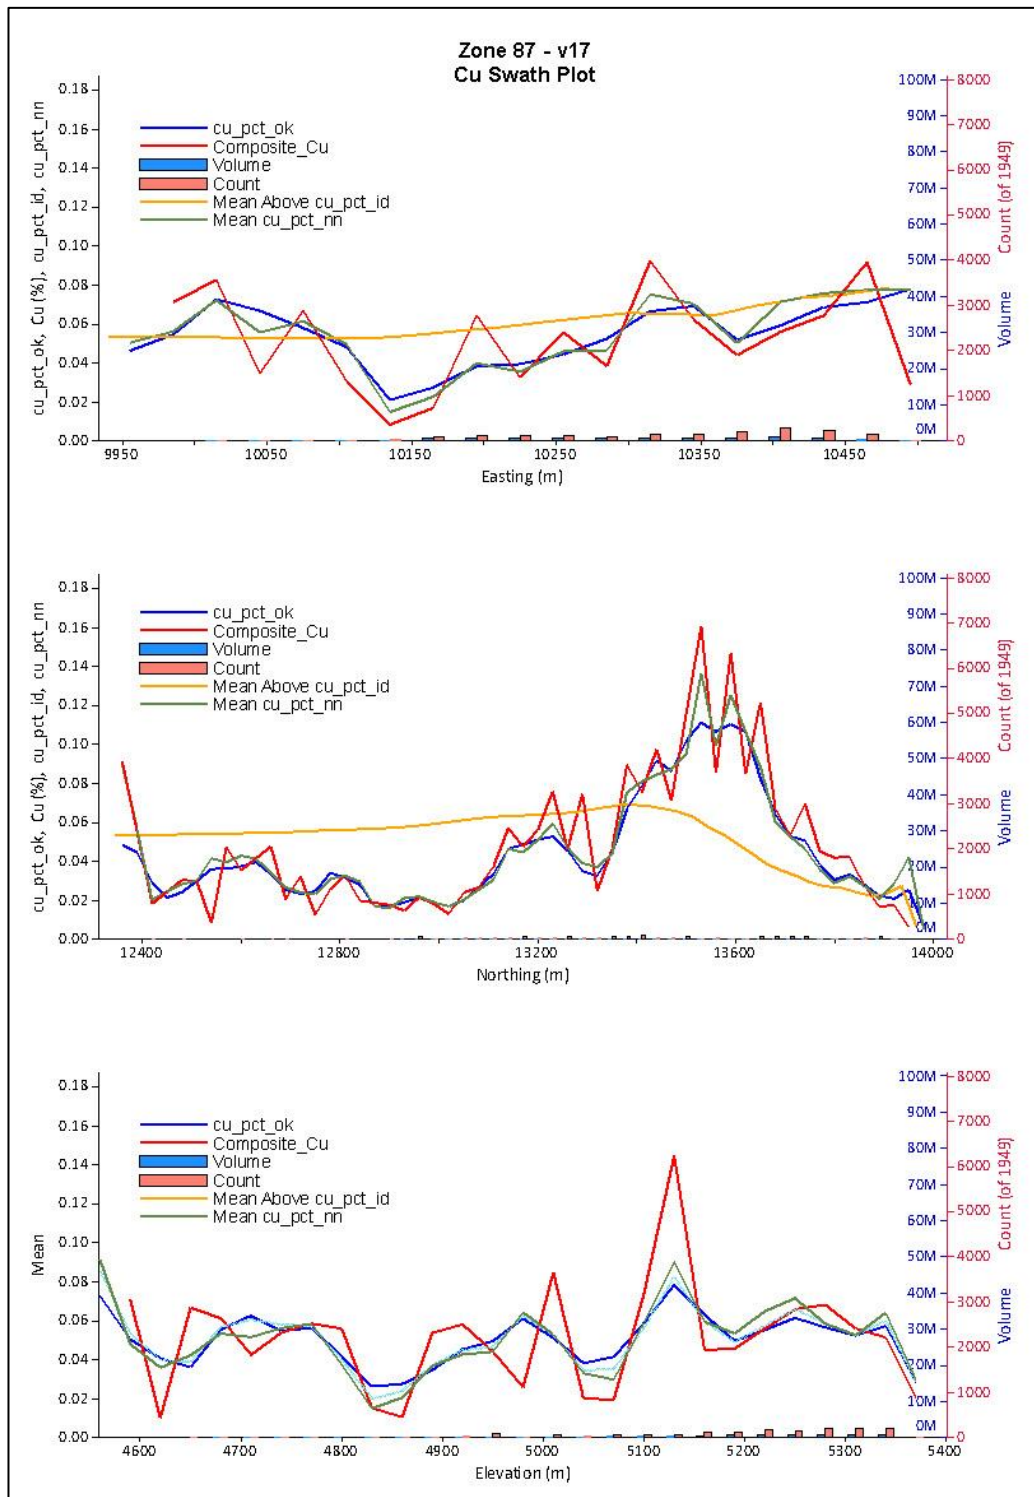 Zone 87 - v17
Cu Swath Plot
cu_pct_ok, Cu (%), cu_pct_id, cu_pct_nn
0.18
0.16
0.14
0.12
0.10
0.08
0.06
0.04
0.02
0.00
cu_pct_ok
Composite_Cu
Volume
Count
Mean Above cu_pct_id
Mean cu_pct_nn
100M
90M
80M
70M
60M
50M
40M
30M
20M
10M
0M
Volume
8000
7000
6000
5000
4000
3000
2000
1000
0
Count (of 1949)
9950 10050 10150 10250 10350 10450
Easting (m)
cu_pct_ok, Cu (%), cu_pct_id, cu_pct_nn
0.18
0.16
0.14
0.12
0.10
0.08
0.06
0.04
0.02
0.00
cu_pct_ok
Composite_Cu
Volume
Count
Mean Above cu_pct_id
Mean cu_pct_nn
100M
90M
80M
70M
60M
50M
40M
30M
20M
10M
0M
Volume
8000
7000
6000
5000
4000
3000
2000
1000
0
Count (of 1949)
12400 12800 13200 13600 14000
Northing (m)
Mean
0.18
0.16
0.14
0.12
0.10
0.08
0.06
0.04
0.02
0.00
cu_pct_ok
Composite_Cu
Volume
Count
Mean Above cu_pct_id
Mean cu_pct_nn
100M
90M
80M
70M
60M
50M
40M
30M
20M
10M
0M
Volume
8000
7000
6000
5000
4000
3000
2000
1000
0
Count (of 1949)
4600 4700 4800 4900 5000 5100 5200 5300 5400
Elevation (m)